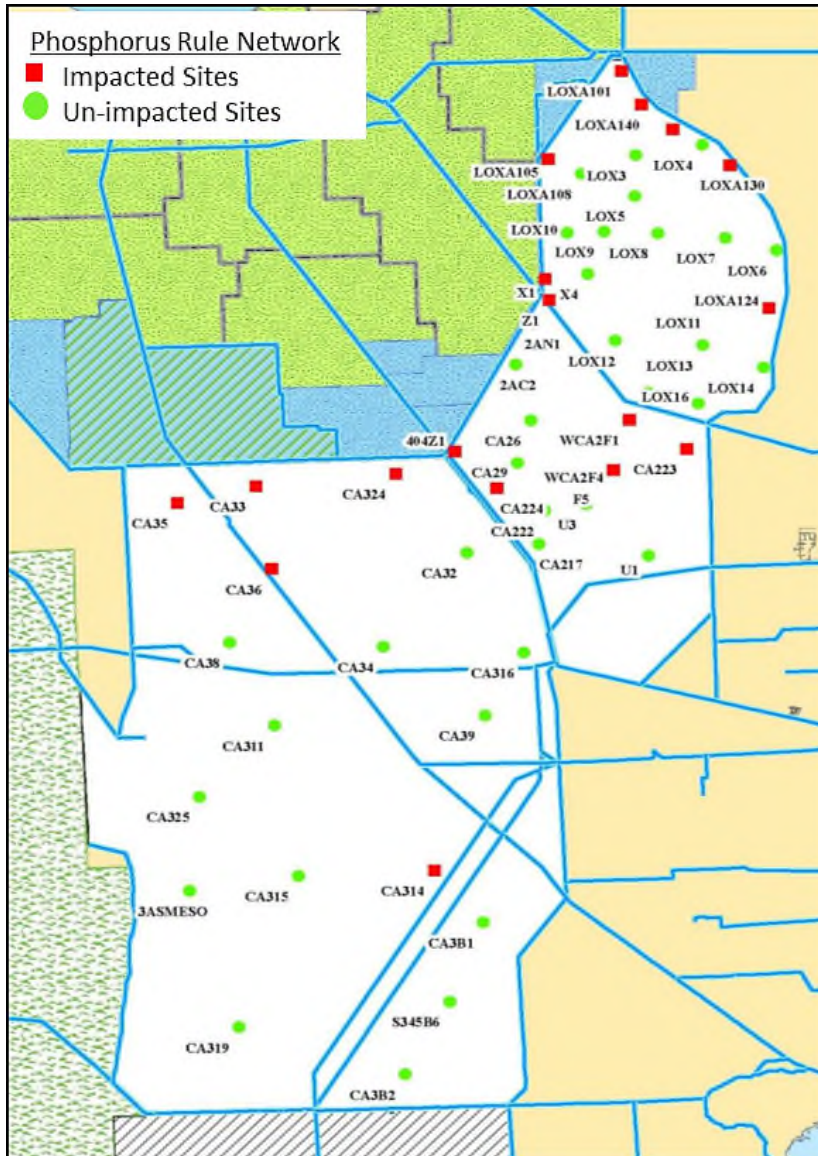 Phosphorus Rule Network
Impacted Sites
Un-impacted Sites
LOXA101
LOXA140
LOXA105
LOX3
LOX4
LOXA130
LOXA108
LOX5
LOX10
LOX9
LOX8
LOX7
LOX6
X1
X4
LOXA124
Z1
2AN1
LOX11
LOX12
LOX13
2AC2
LOX16
LOX14
404Z1
CA26
WCA2F1
CA29
WCA2F4
CA223
CA324
CA33
CA35
CA224
F5
U3
CA222
CA32
CA217
U1
CA36
CA38
CA34
CA316
CA39
CA311
CA325
CA315
CA314
3ASMESO
CA3B1
S345B6
CA319
CA3B2